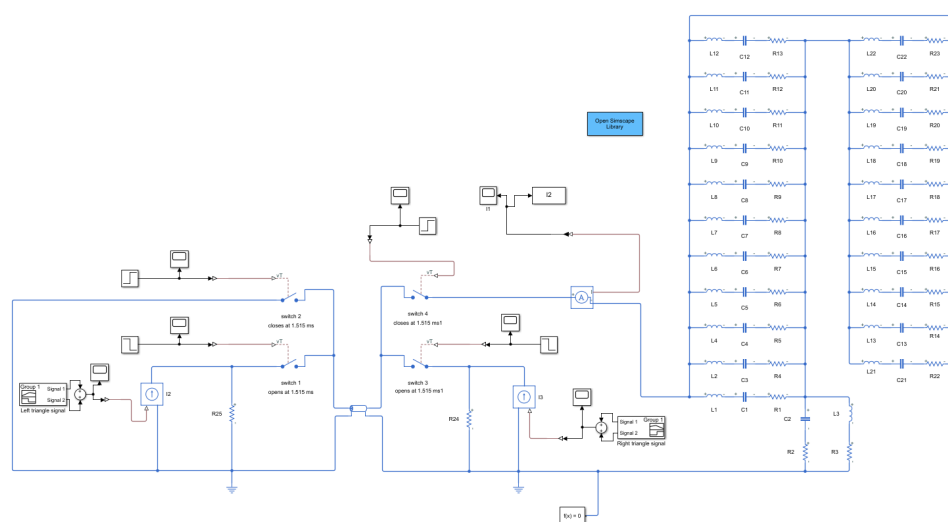 L12
C12
R13
L22
C22
R23
L11
C11
R12
L20
C20
R21
Open Simscape
Library
L10
C10
R11
L19
C19
R20
L9
C9
R10
L18
C18
R19
I1
I2
L8
C8
R9
L17
C17
R18
L7
C7
R8
L16
C16
R17
vT
vT
L6
C6
R7
L15
C15
R16
switch 2
closes at 1.515 ms
switch 4
closes at 1.515 ms1
A
L5
C5
R6
L14
C14
R15
vT
vT
L4
C4
R5
L13
C13
R14
switch 1
opens at 1.515 ms
switch 3
opens at 1.515 ms1
L2
C3
R4
L21
C21
R22
Group 1
Signal 1
Signal 2
Left triangle signal
I2
R25
R24
I3
Signal 1
Signal 2
Group 1
Right triangle signal
L1
C1
R1
C2
L3
R2
R3
f(x) = 0